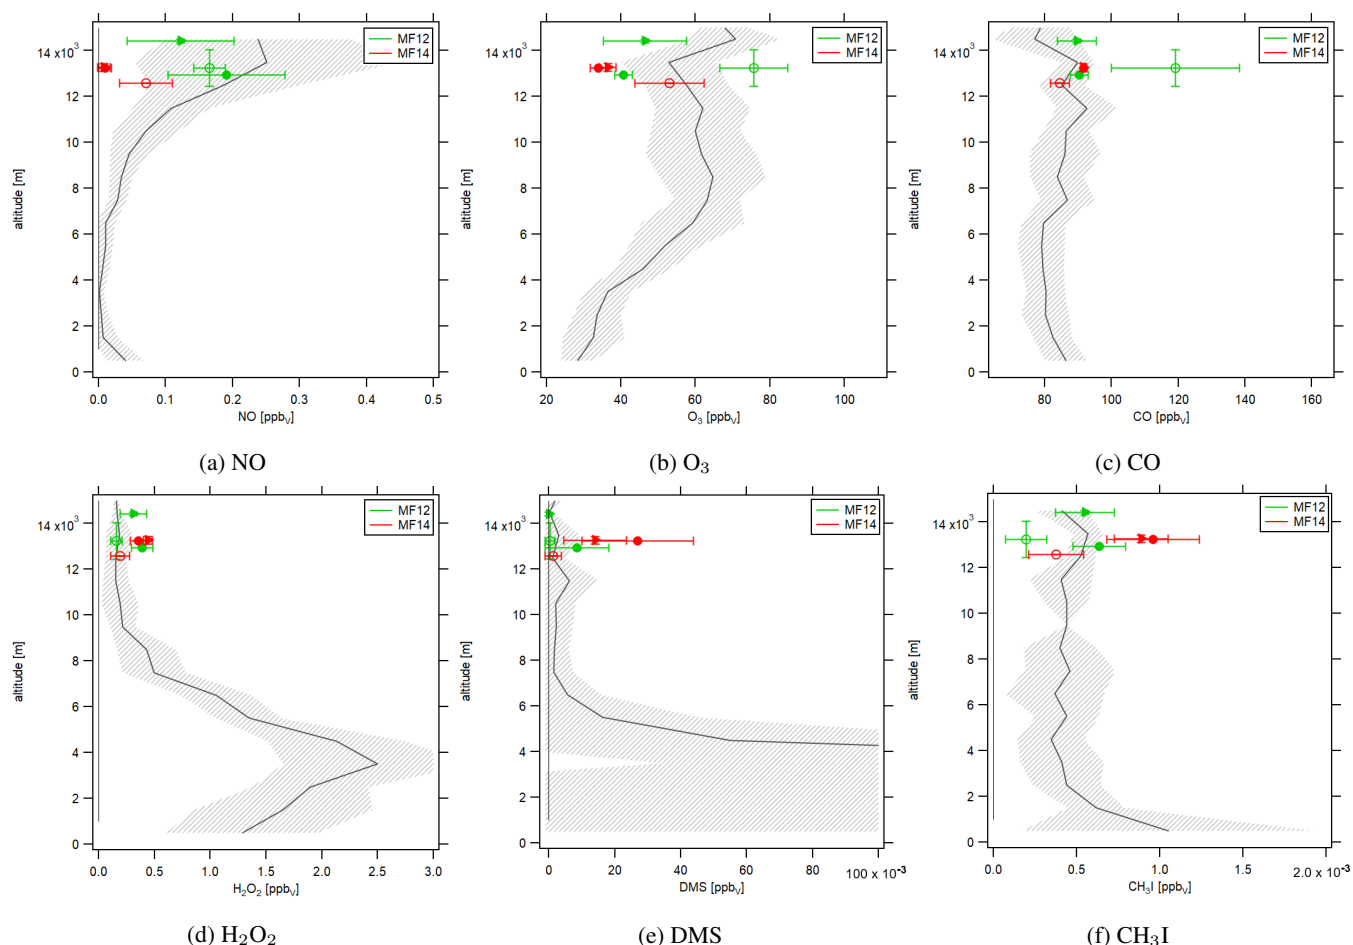 MF12
MF14
14 x10³
12
10
8
6
4
2
0
altitude [m]
0.0 0.1 0.2 0.3 0.4 0.5
NO [ppbV]
(a) NO
MF12
MF14
14 x10³
12
10
8
6
4
2
0
altitude [m]
20 40 60 80 100
O3 [ppbV]
(b) O3
MF12
MF14
14 x10³
12
10
8
6
4
2
0
altitude [m]
80 100 120 140 160
CO [ppbV]
(c) CO
MF12
MF14
14 x10³
12
10
8
6
4
2
0
altitude [m]
0.0 0.5 1.0 1.5 2.0 2.5 3.0
H2O2 [ppbV]
(d) H2O2
MF12
MF14
14 x10³
12
10
8
6
4
2
0
altitude [m]
0 20 40 60 80 100 x 10⁻³
DMS [ppbV]
(e) DMS
MF12
MF14
14 x10³
12
10
8
6
4
2
0
altitude [m]
0.0 0.5 1.0 1.5 2.0 x 10⁻³
CH3I [ppbV]
(f) CH3I